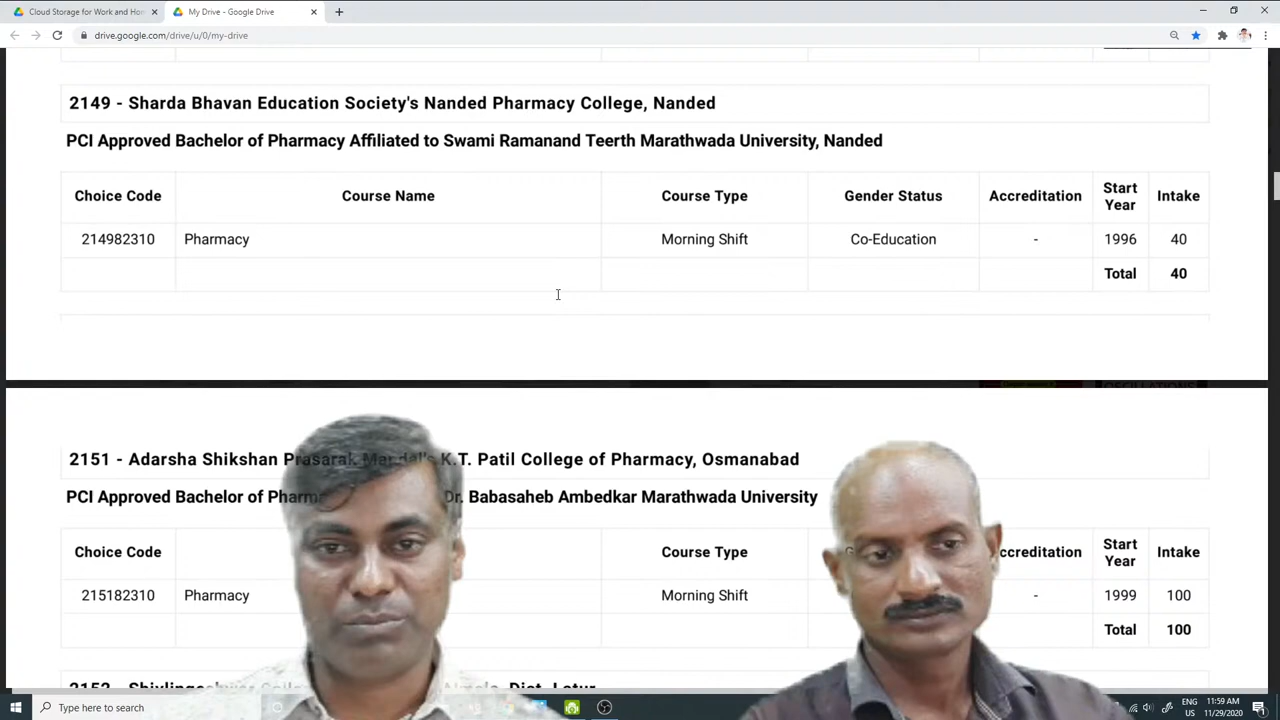 Cloud Storage for Work and Hom
My Drive - Google Drive
drive.google.com/drive/u/0/my-drive
2149 - Sharda Bhavan Education Society's Nanded Pharmacy College, Nanded
PCI Approved Bachelor of Pharmacy Affiliated to Swami Ramanand Teerth Marathwada University, Nanded
Choice Code Course Name Course Type Gender Status Accreditation Start Year Intake
214982310 Pharmacy Morning Shift Co-Education - 1996 40
Total 40
2151 - Adarsha Shikshan Prasarak Mandal's K.T. Patil College of Pharmacy, Osmanabad
PCI Approved Bachelor of Dr. Babasaheb Ambedkar Marathwada University
Choice Code Course Type Start Year Intake
215182310 Pharmacy Morning Shift - 1999 100
Total 100
Type here to search
ENG
US
11:59 AM
11/29/2020